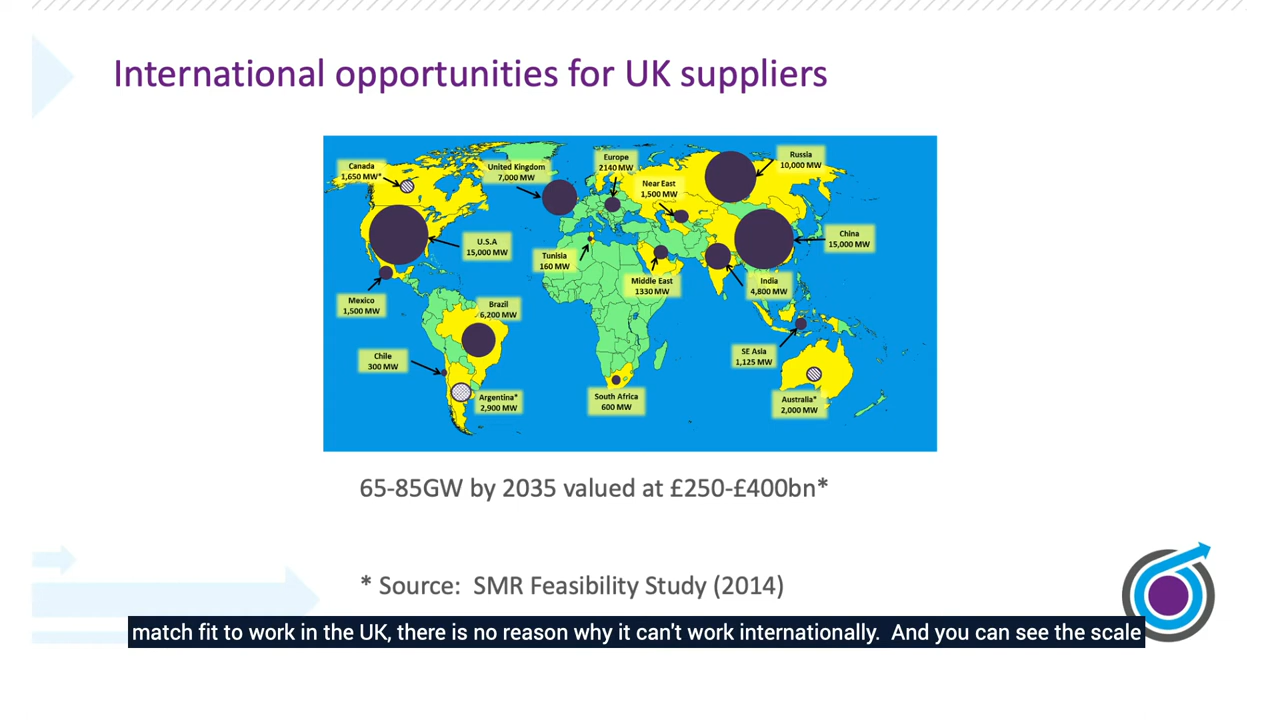 International opportunities for UK suppliers
Canada
1,650 MW*
United Kingdom
7,000 MW
Europe
2140 MW
Near East
1,500 MW
Russia
10,000 MW
U.S.A
15,000 MW
Tunisia
160 MW
Middle East
1330 MW
India
4,800 MW
China
15,000 MW
Mexico
1,500 MW
Brazil
6,200 MW
Chile
300 MW
Argentina*
2,900 MW
South Africa
600 MW
SE Asia
1,125 MW
Australia*
2,000 MW
65-85GW by 2035 valued at £250-£400bn*
* Source: SMR Feasibility Study (2014)
match fit to work in the UK, there is no reason why it can't work internationally. And you can see the scale